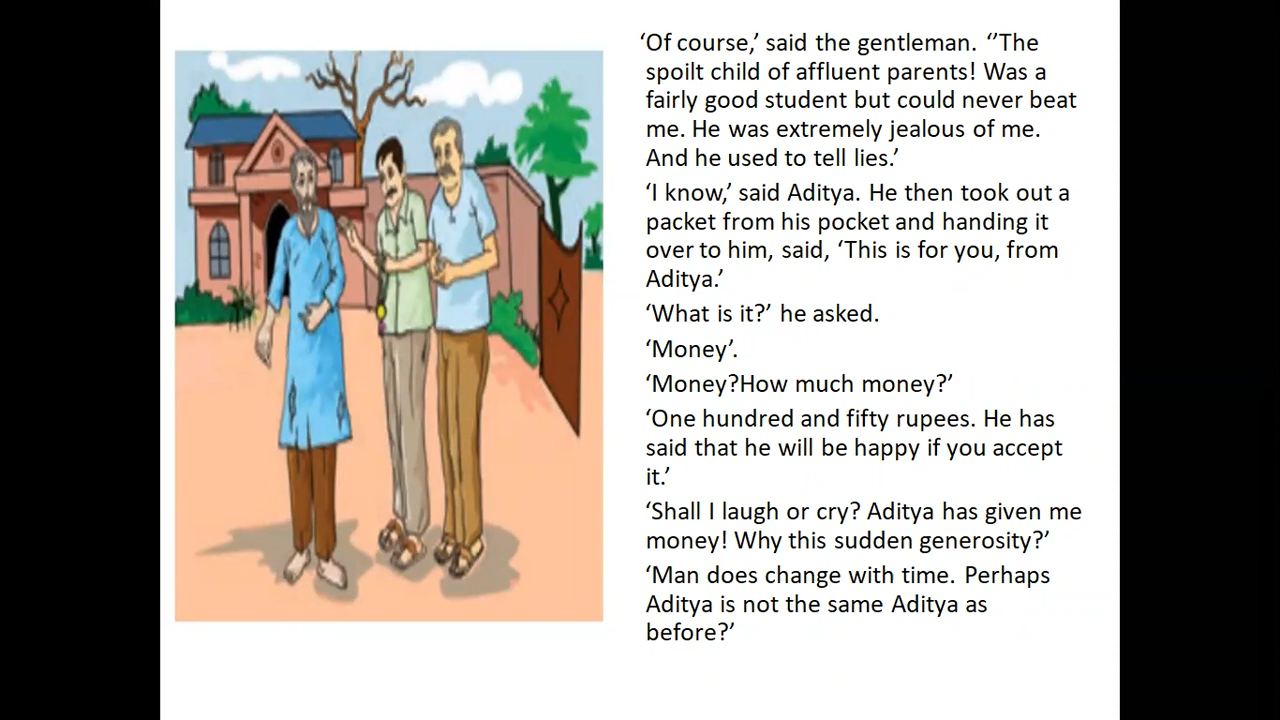 ‘Of course,’ said the gentleman. ‘’The
spoilt child of affluent parents! Was a
fairly good student but could never beat
me. He was extremely jealous of me.
And he used to tell lies.’
‘I know,’ said Aditya. He then took out a
packet from his pocket and handing it
over to him, said, ‘This is for you, from
Aditya.’
‘What is it?’ he asked.
‘Money’.
‘Money?How much money?’
‘One hundred and fifty rupees. He has
said that he will be happy if you accept
it.’
‘Shall I laugh or cry? Aditya has given me
money! Why this sudden generosity?’
‘Man does change with time. Perhaps
Aditya is not the same Aditya as
before?’